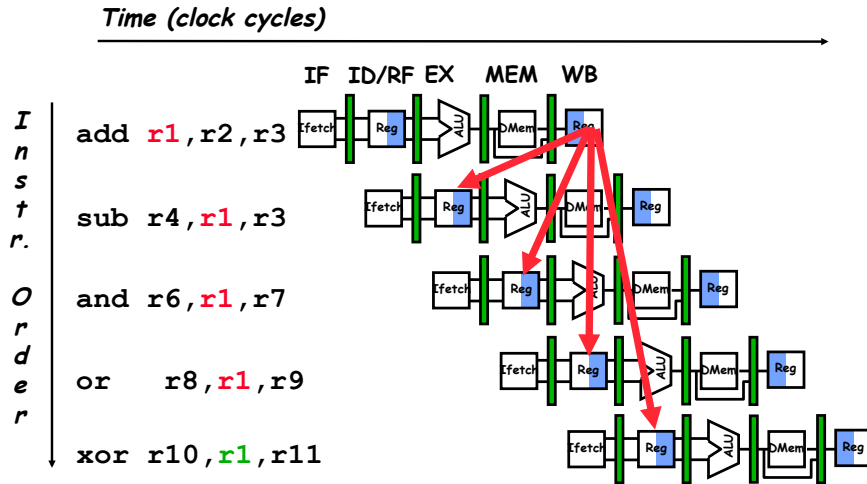 Time (clock cycles)
IF ID/RF EX MEM WB
Instr. Order
add r1,r2,r3
Ifetch Reg ALU DMem Reg
sub r4,r1,r3
Ifetch Reg ALU DMem Reg
and r6,r1,r7
Ifetch Reg ALU DMem Reg
or r8,r1,r9
Ifetch Reg ALU DMem Reg
xor r10,r1,r11
Ifetch Reg ALU DMem Reg